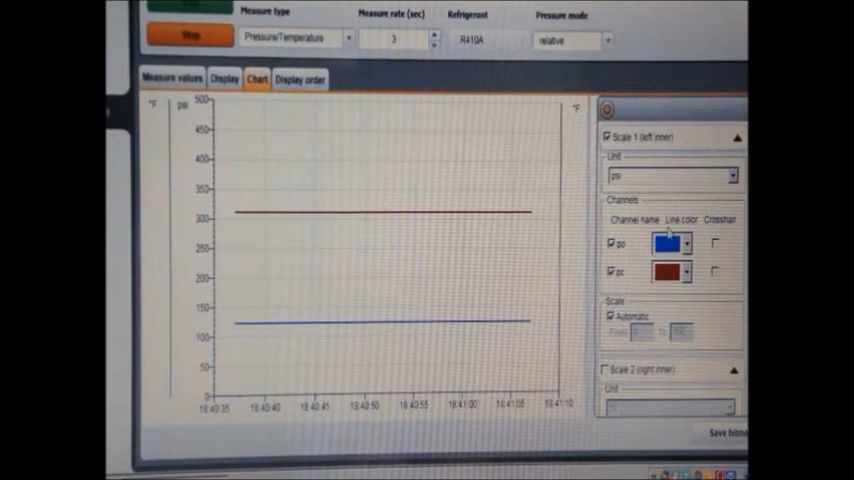 Measure type
Measure rate (sec)
Refrigerant
Pressure mode
Stop
Pressure/Temperature
3
R410A
relative
Measure values
Display
Chart
Display order
°F
psi
500
450
400
350
300
250
200
150
100
50
0
18:40:35
18:40:40
18:40:45
18:40:50
18:40:55
18:41:00
18:41:05
18:41:10
°F
Scale 1 (left inner)
Unit
psi
Channels
Channel name Line color Crosshair
po
pc
Scale
Automatic
From
To
Scale 2 (right inner)
Unit
Save bitma